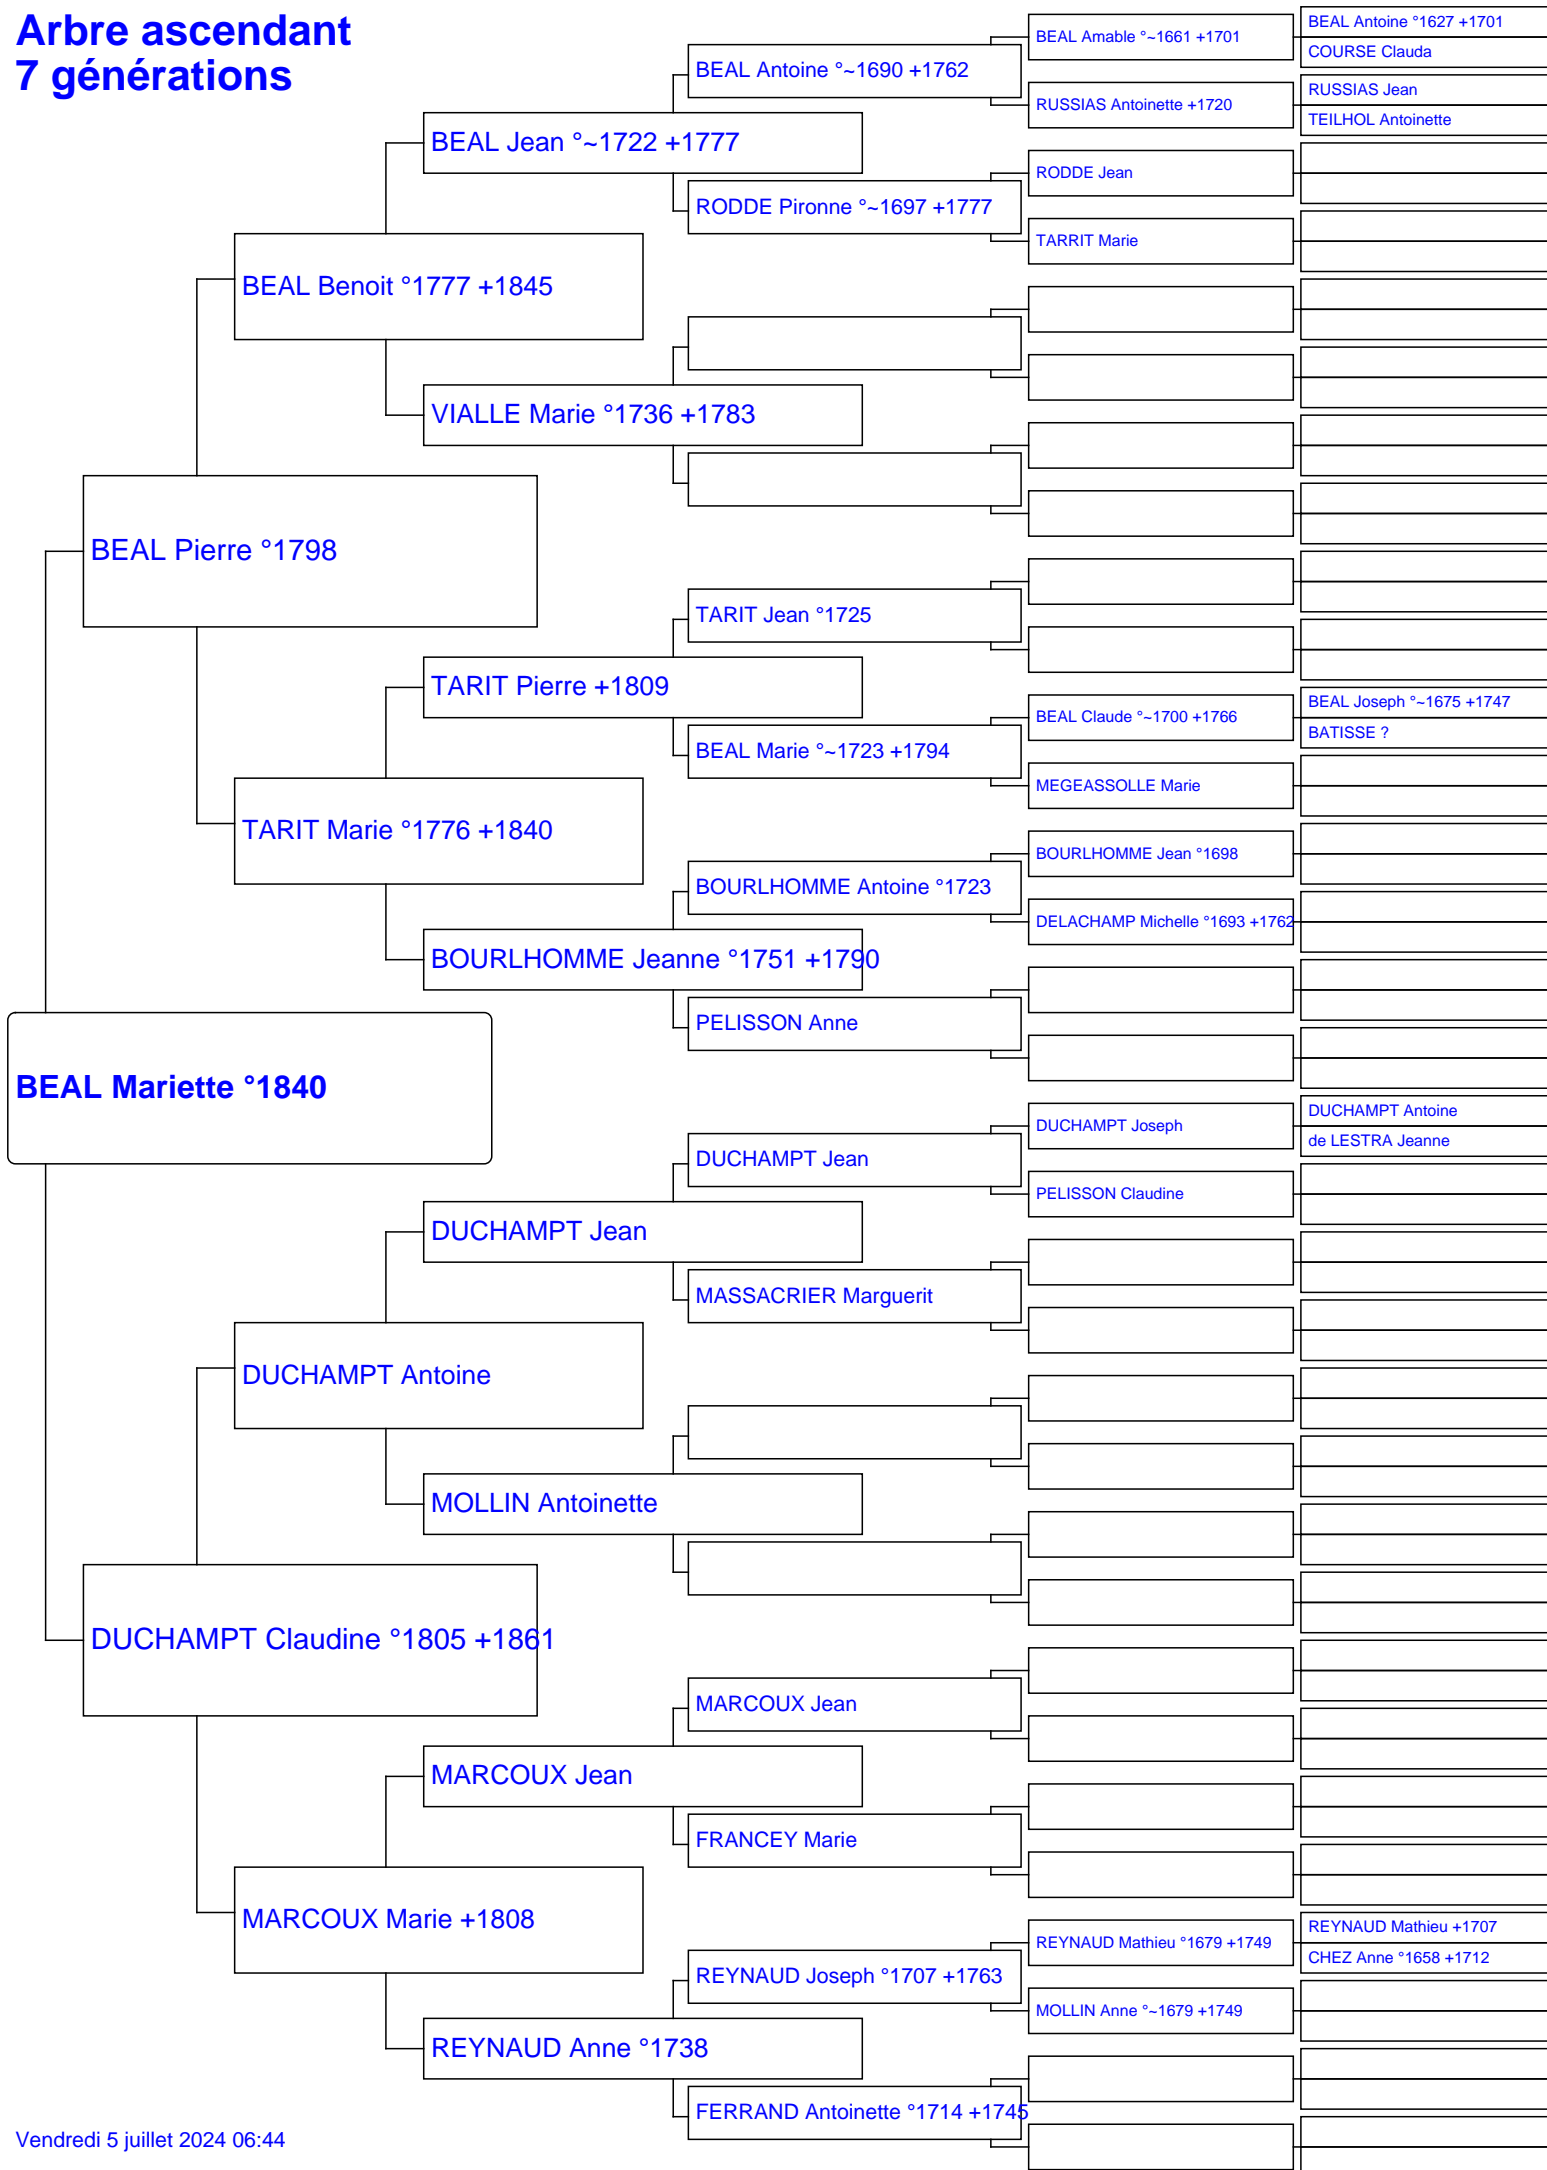 Arbre ascendant
7 générations
BEAL Mariette °1840
BEAL Pierre °1798
DUCHAMPT Claudine °1805 +1861
BEAL Benoit °1777 +1845
TARIT Marie °1776 +1840
DUCHAMPT Antoine
MARCOUX Marie +1808
BEAL Jean °~1722 +1777
VIALLE Marie °1736 +1783
TARIT Pierre +1809
BOURLHOMME Jeanne °1751 +1790
DUCHAMPT Jean
MOLLIN Antoinette
MARCOUX Jean
REYNAUD Anne °1738
BEAL Antoine °~1690 +1762
RODDE Pironne °~1697 +1777
TARIT Jean °1725
BEAL Marie °~1723 +1794
BOURLHOMME Antoine °1723
PELISSON Anne
DUCHAMPT Jean
MASSACRIER Marguerit
MARCOUX Jean
FRANCEY Marie
REYNAUD Joseph °1707 +1763
FERRAND Antoinette °1714 +1745
BEAL Amable °~1661 +1701
RUSSIAS Antoinette +1720
RODDE Jean
TARRIT Marie
BEAL Claude °~1700 +1766
MEGEASSOLLE Marie
BOURLHOMME Jean °1698
DELACHAMP Michelle °1693 +1762
DUCHAMPT Joseph
PELISSON Claudine
REYNAUD Mathieu °1679 +1749
MOLLIN Anne °~1679 +1749
BEAL Antoine °1627 +1701
COURSE Clauda
RUSSIAS Jean
TEILHOL Antoinette
BEAL Joseph °~1675 +1747
BATISSE ?
DUCHAMPT Antoine
de LESTRA Jeanne
REYNAUD Mathieu +1707
CHEZ Anne °1658 +1712
Vendredi 5 juillet 2024 06:44